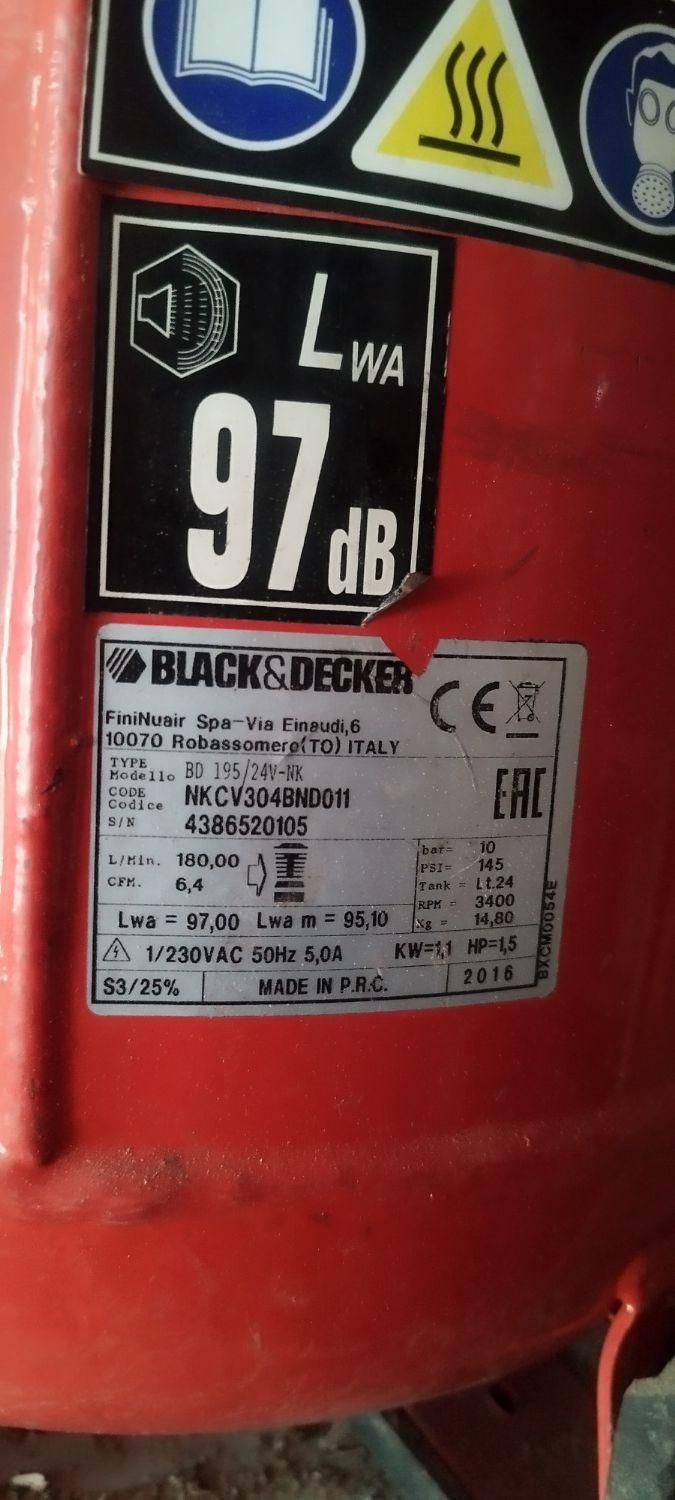 LWA
97 dB
BLACK&DECKER
CE
FiniNuair Spa-Via Einaudi,6
10070 Robassomero(TO) ITALY
TYPE
Modello BD 195/24V-NK
CODE
Codice NKCV304BND011
S/N 4386520105
EAC
L/Min. 180,00
CFM. 6,4
bar= 10
PSI= 145
Tank = Lt.24
RPM = 3400
Kg = 14,80
Lwa = 97,00 Lwa m = 95,10
1/230VAC 50Hz 5,0A KW=1,1 HP=1,5
S3/25% MADE IN P.R.C. 2016
BXCM0054E